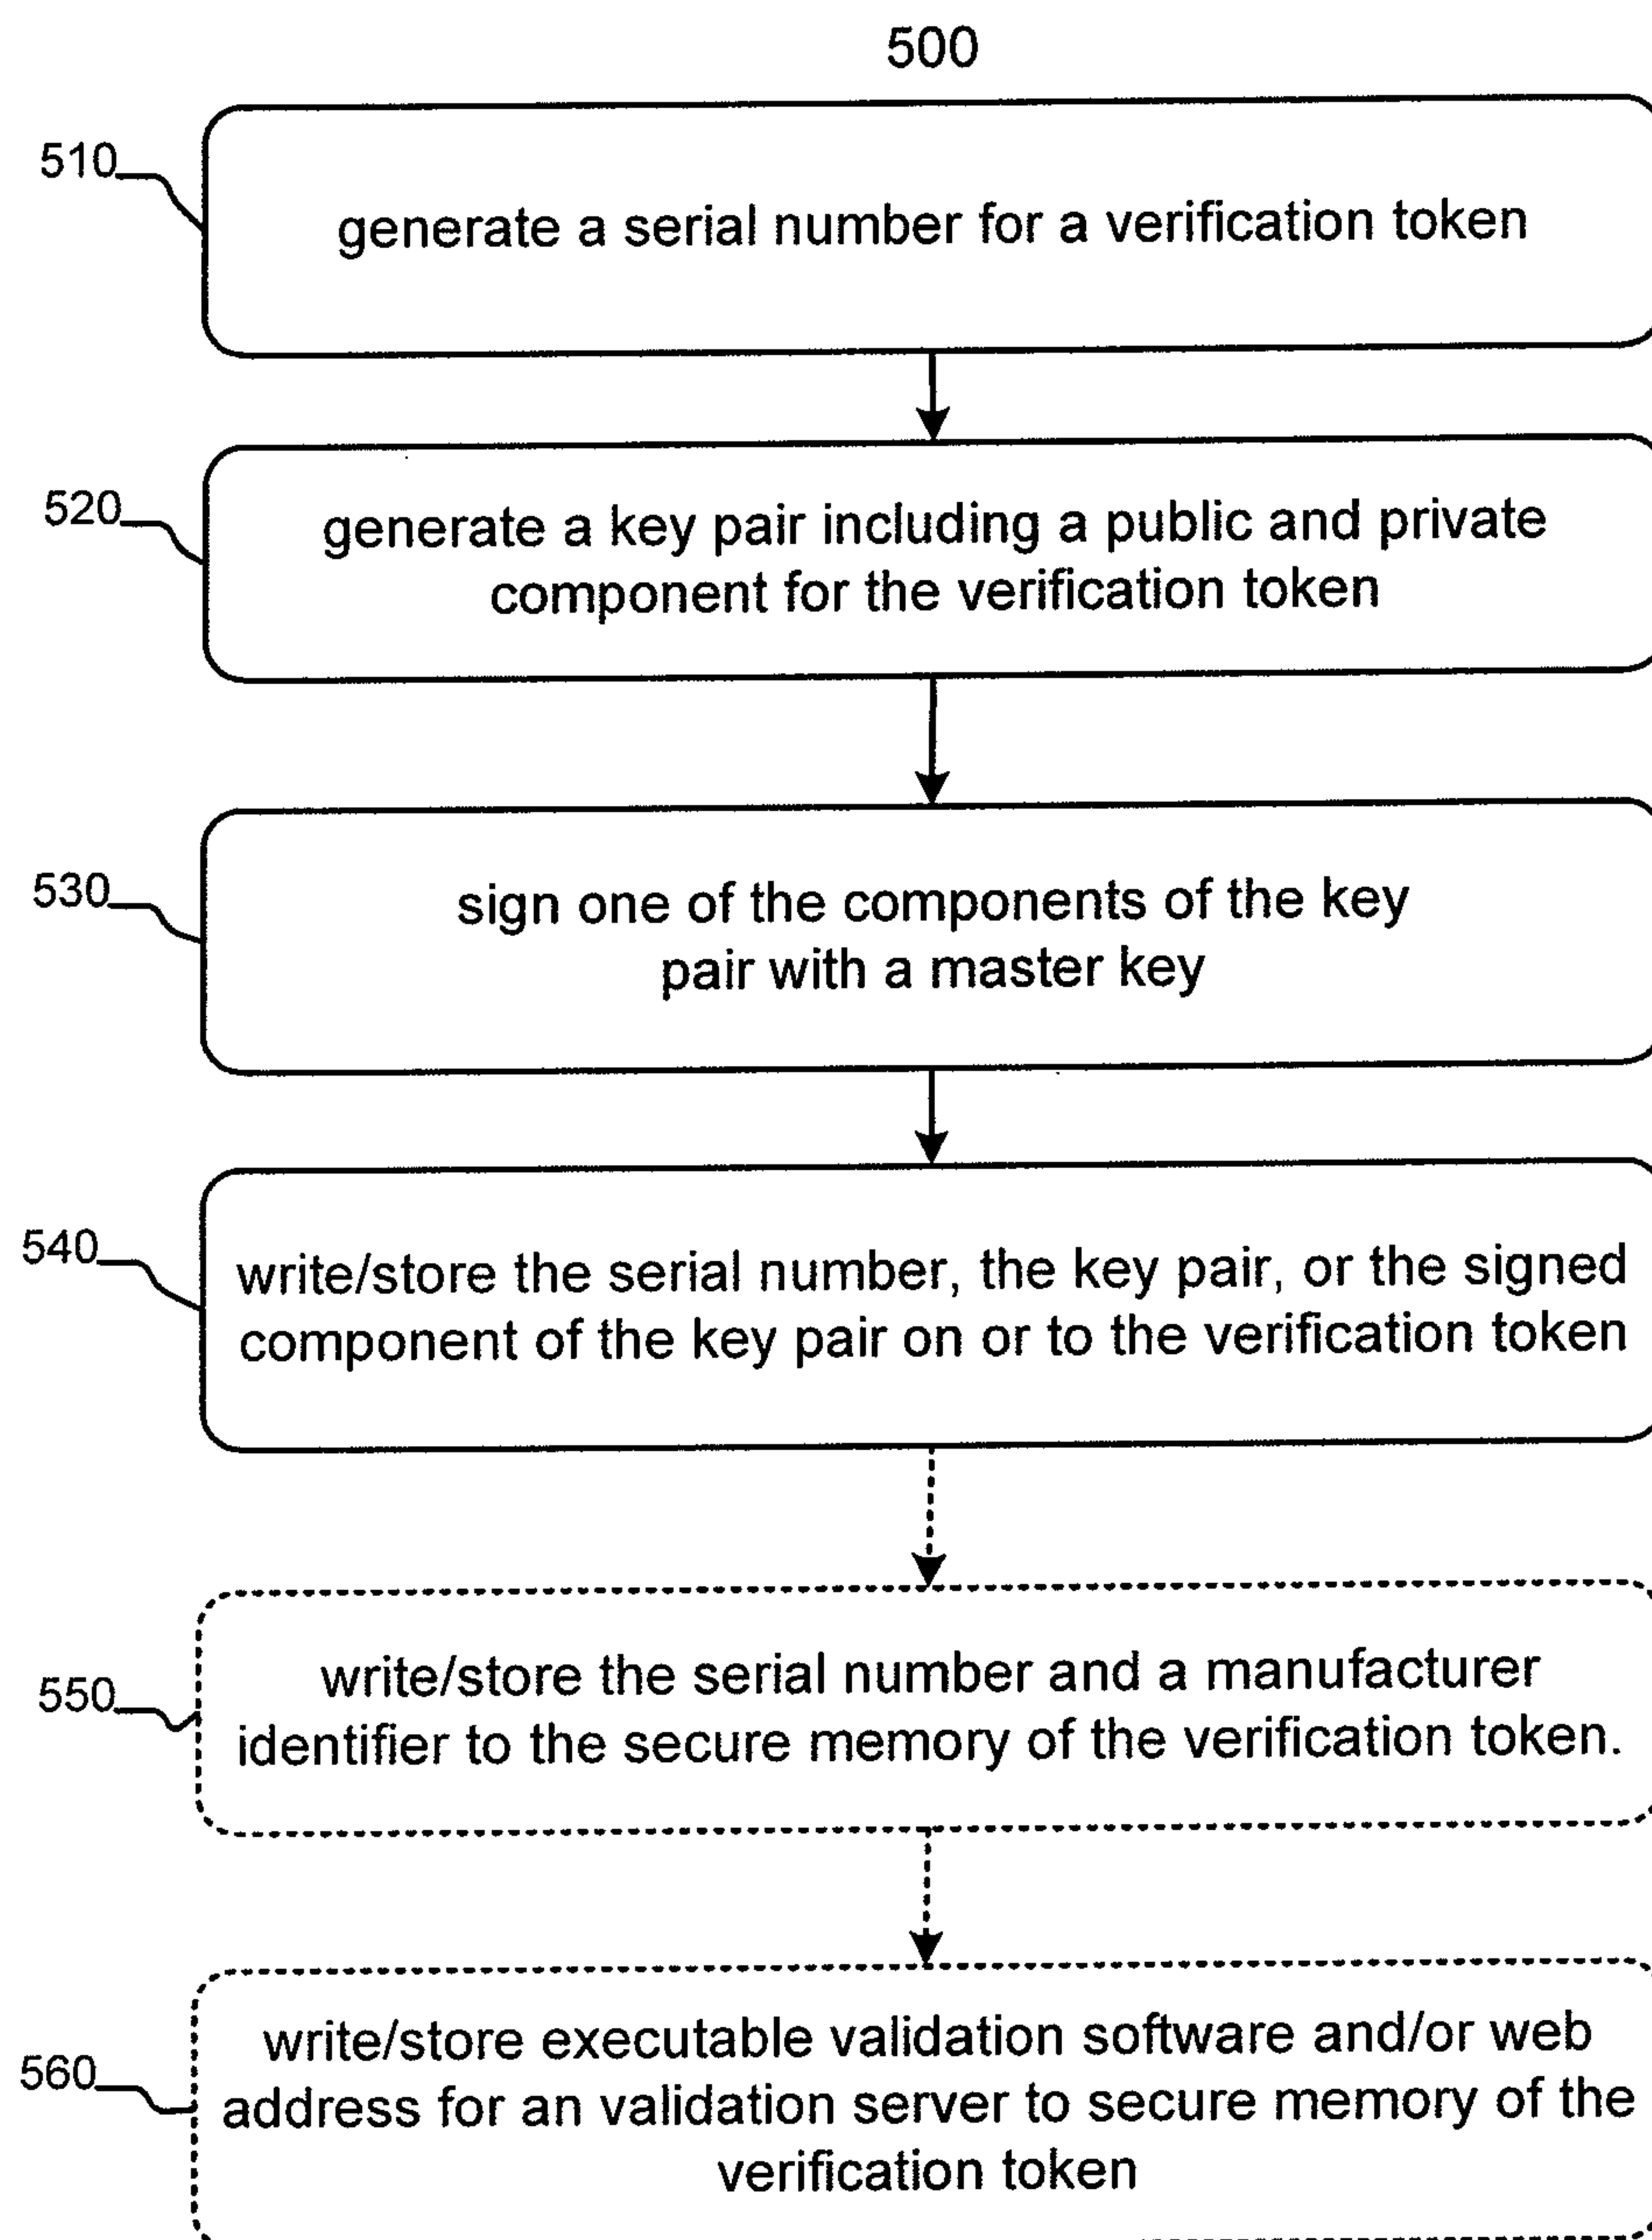 500
510
generate a serial number for a verification token
520
generate a key pair including a public and private
component for the verification token
530
sign one of the components of the key
pair with a master key
540
write/store the serial number, the key pair, or the signed
component of the key pair on or to the verification token
550
write/store the serial number and a manufacturer
identifier to the secure memory of the verification token.
560
write/store executable validation software and/or web
address for an validation server to secure memory of the
verification token